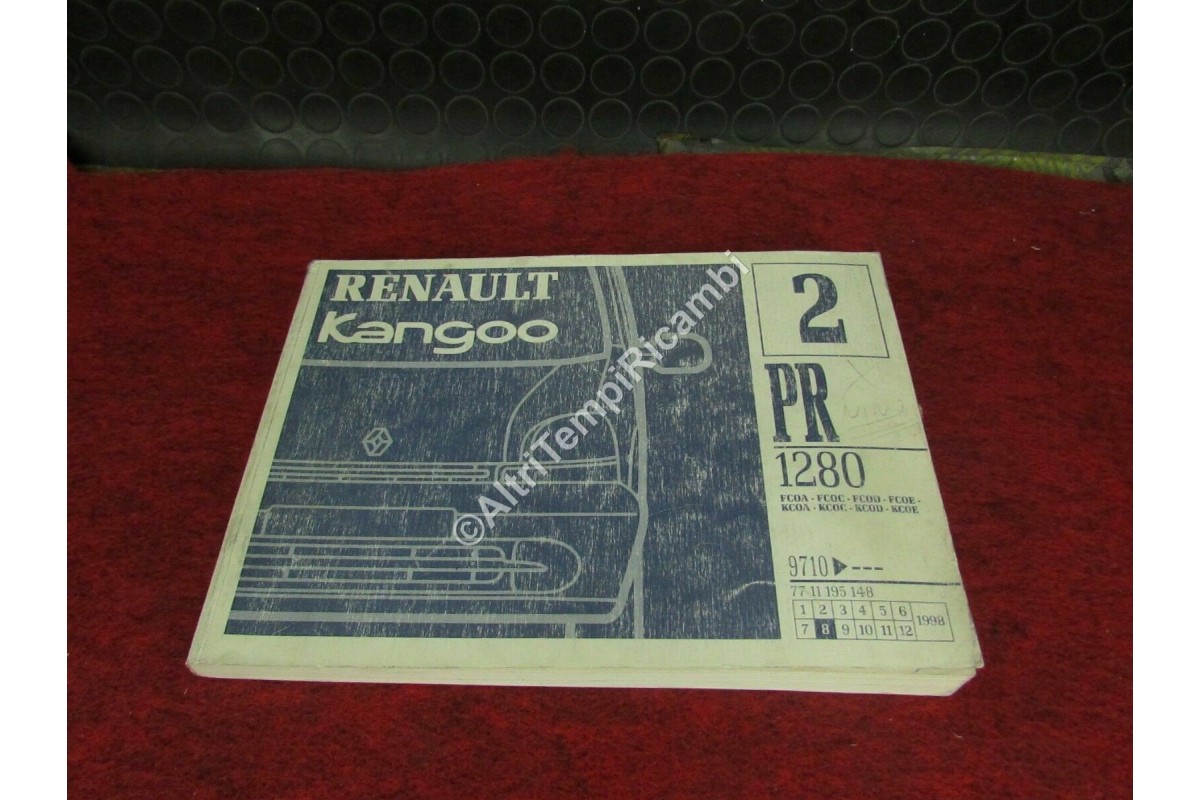 RENAULT
Kangoo
2
PR
1280
FC0A - FC0C - FC0D - FC0E -
KC0A - KC0C - KC0D - KC0E
9710 ▶ ---
77 11 195 148
1 2 3 4 5 6
7 8 9 10 11 12
1998
©AltriTempiRicambi